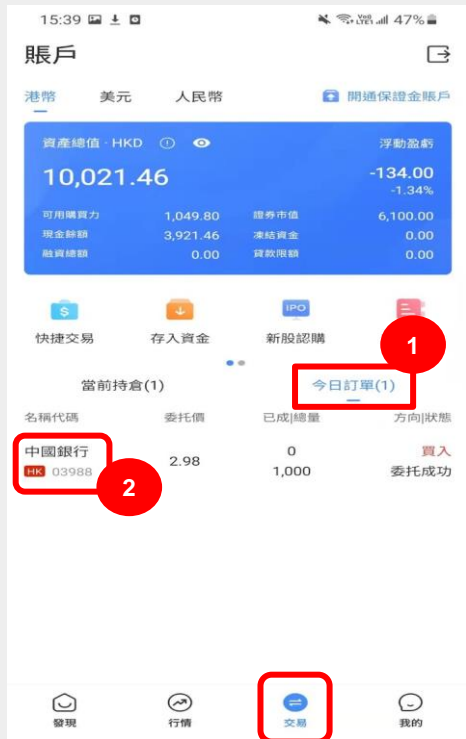 15:39 47%
賬戶
港幣 美元 人民幣 開通保證金賬戶
資產總值 · HKD 浮動盈虧
10,021.46 -134.00
-1.34%
可用購買力 1,049.80 證券市值 6,100.00
現金餘額 3,921.46 凍結資金 0.00
融資總額 0.00 貸款限額 0.00
IPO
快捷交易 存入資金 新股認購
1
當前持倉(1) 今日訂單(1)
名稱代碼 委托價 已成|總量 方向|狀態
中國銀行 2.98 0 買入
HK 03988 1,000 委托成功
2
發現 行情 交易 我的